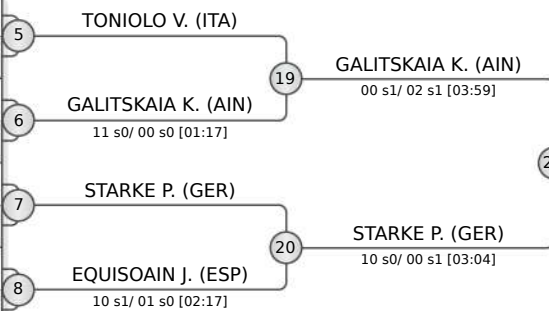 5
TONIOLO V. (ITA)
19
GALITSKAIA K. (AIN)
00 s1/ 02 s1 [03:59]
6
GALITSKAIA K. (AIN)
11 s0/ 00 s0 [01:17]
7
STARKE P. (GER)
20
STARKE P. (GER)
10 s0/ 00 s1 [03:04]
8
EQUISOAIN J. (ESP)
10 s1/ 01 s0 [02:17]